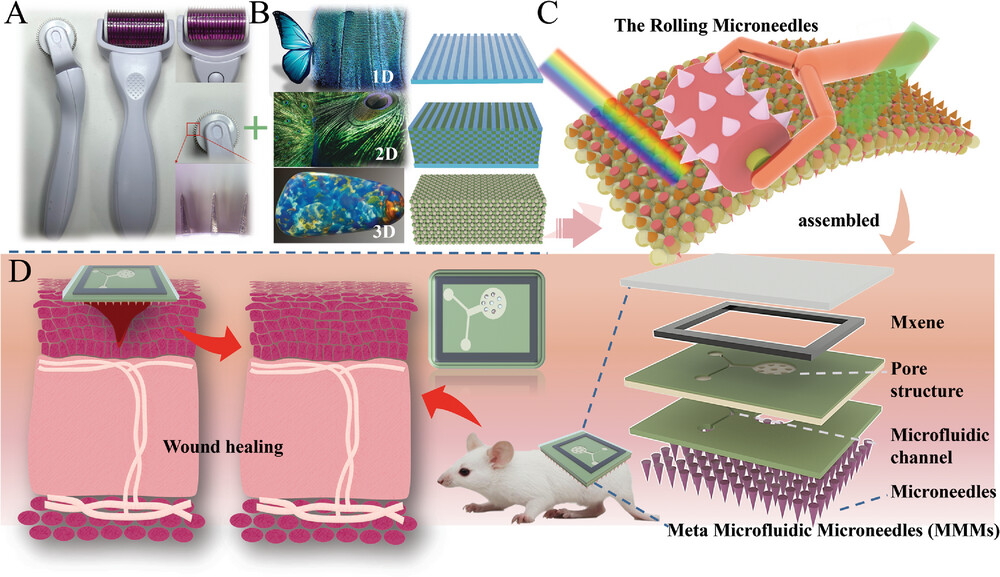 A
B
C
The Rolling Microneedles
1D
2D
3D
assembled
D
Mxene
Pore
structure
Microfluidic
channel
Microneedles
Wound healing
Meta Microfluidic Microneedles (MMMs)